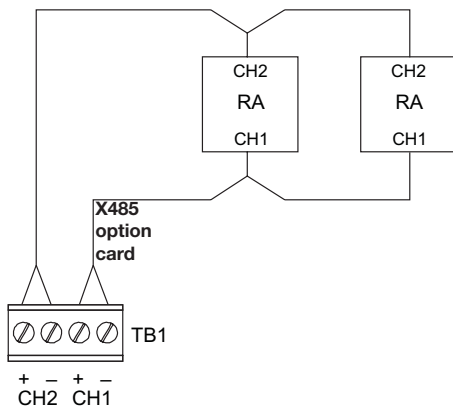 CH2
RA
CH1
CH2
RA
CH1
X485
option
card
TB1
+ – + –
CH2 CH1